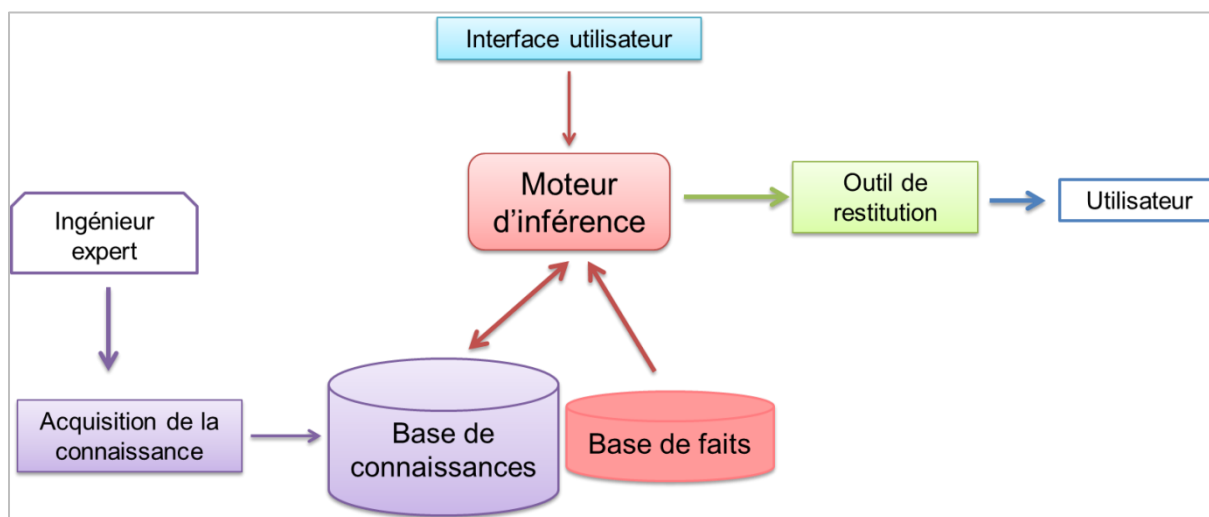 Interface utilisateur
Moteur
d'inférence
Outil de
restitution
Utilisateur
Ingénieur
expert
Acquisition de la
connaissance
Base de
connaissances
Base de faits